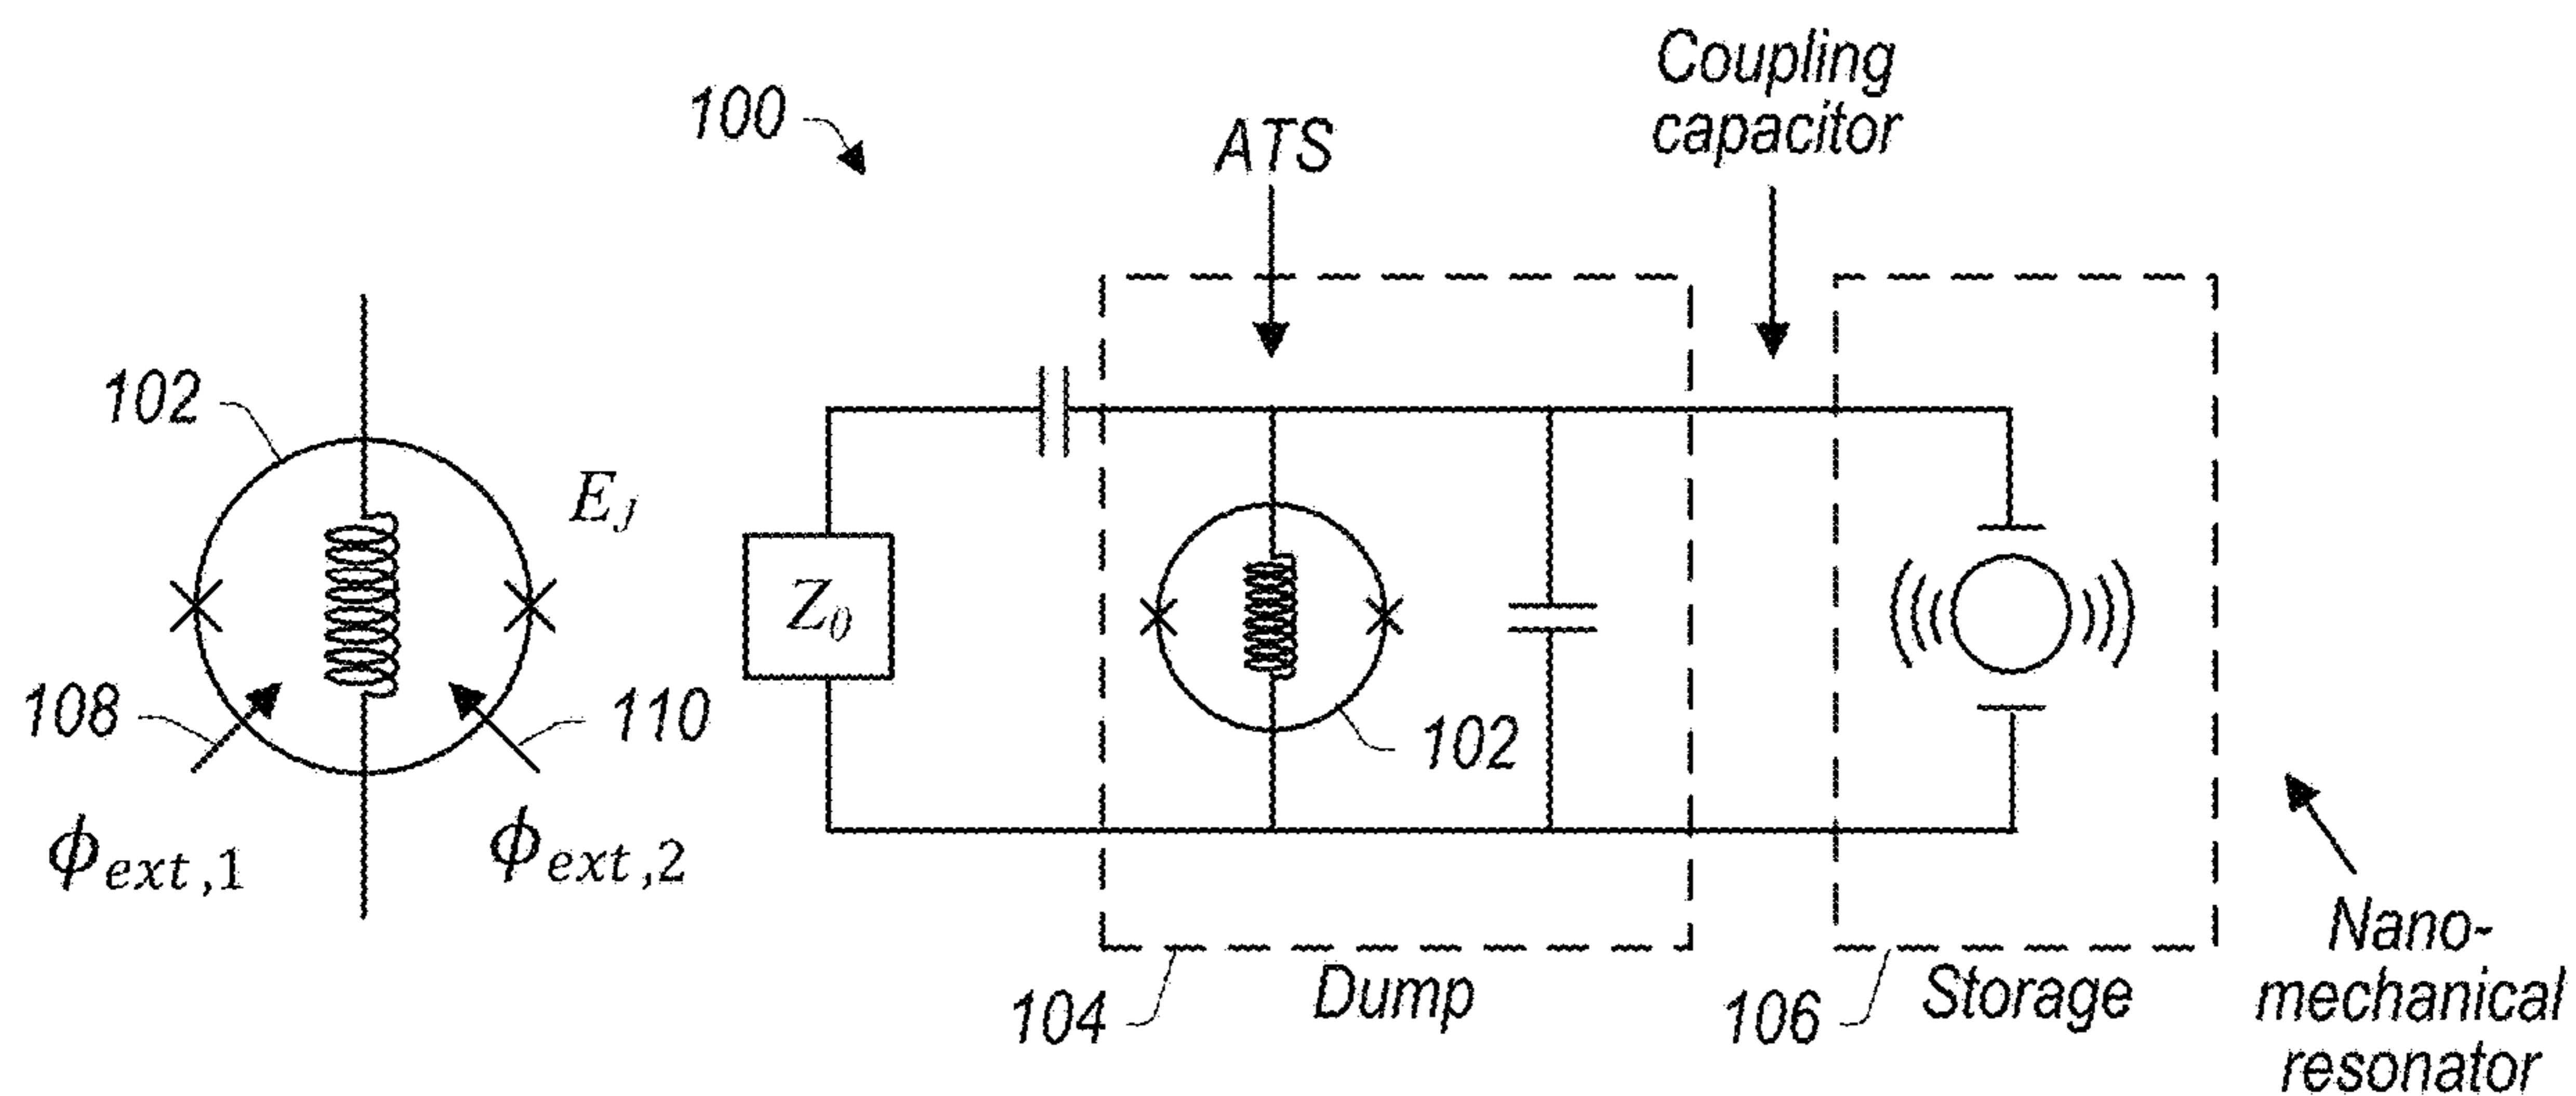 100
ATS
Coupling
capacitor
102
E_J
108
110
ϕ_ext,1
ϕ_ext,2
Z_0
102
104
Dump
106
Storage
Nano-
mechanical
resonator